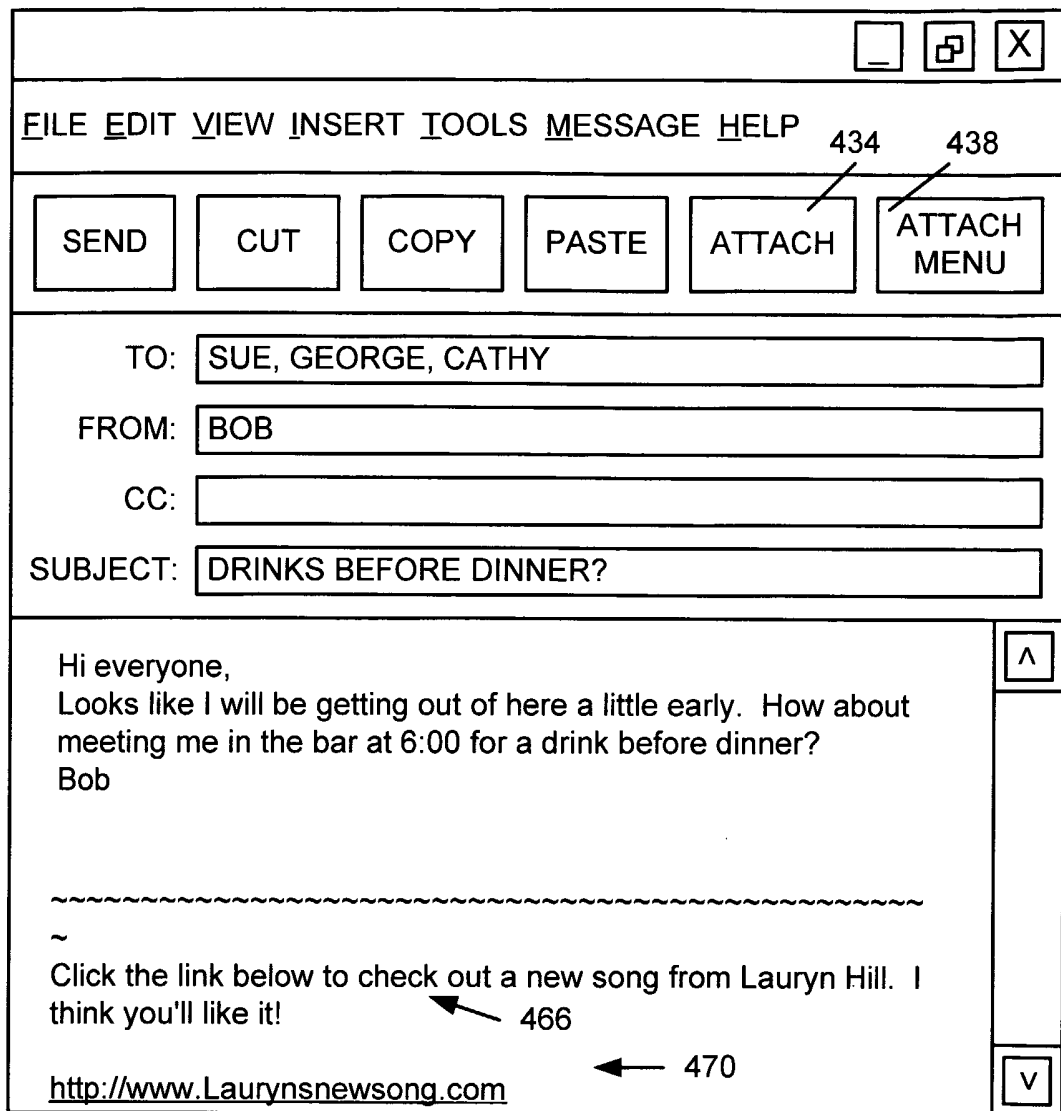 _ X
FILE EDIT VIEW INSERT TOOLS MESSAGE HELP
434 438
SEND CUT COPY PASTE ATTACH ATTACH MENU
TO: SUE, GEORGE, CATHY
FROM: BOB
CC:
SUBJECT: DRINKS BEFORE DINNER?
Hi everyone,
Looks like I will be getting out of here a little early. How about
meeting me in the bar at 6:00 for a drink before dinner?
Bob
~~~~~~~~~~~~~~~~~~~~~~~~~~~~~~~~~~~~~~~~~~~~~~~~~
~
Click the link below to check out a new song from Lauryn Hill. I
think you'll like it!
466
470
http://www.Laurynsnewsong.com